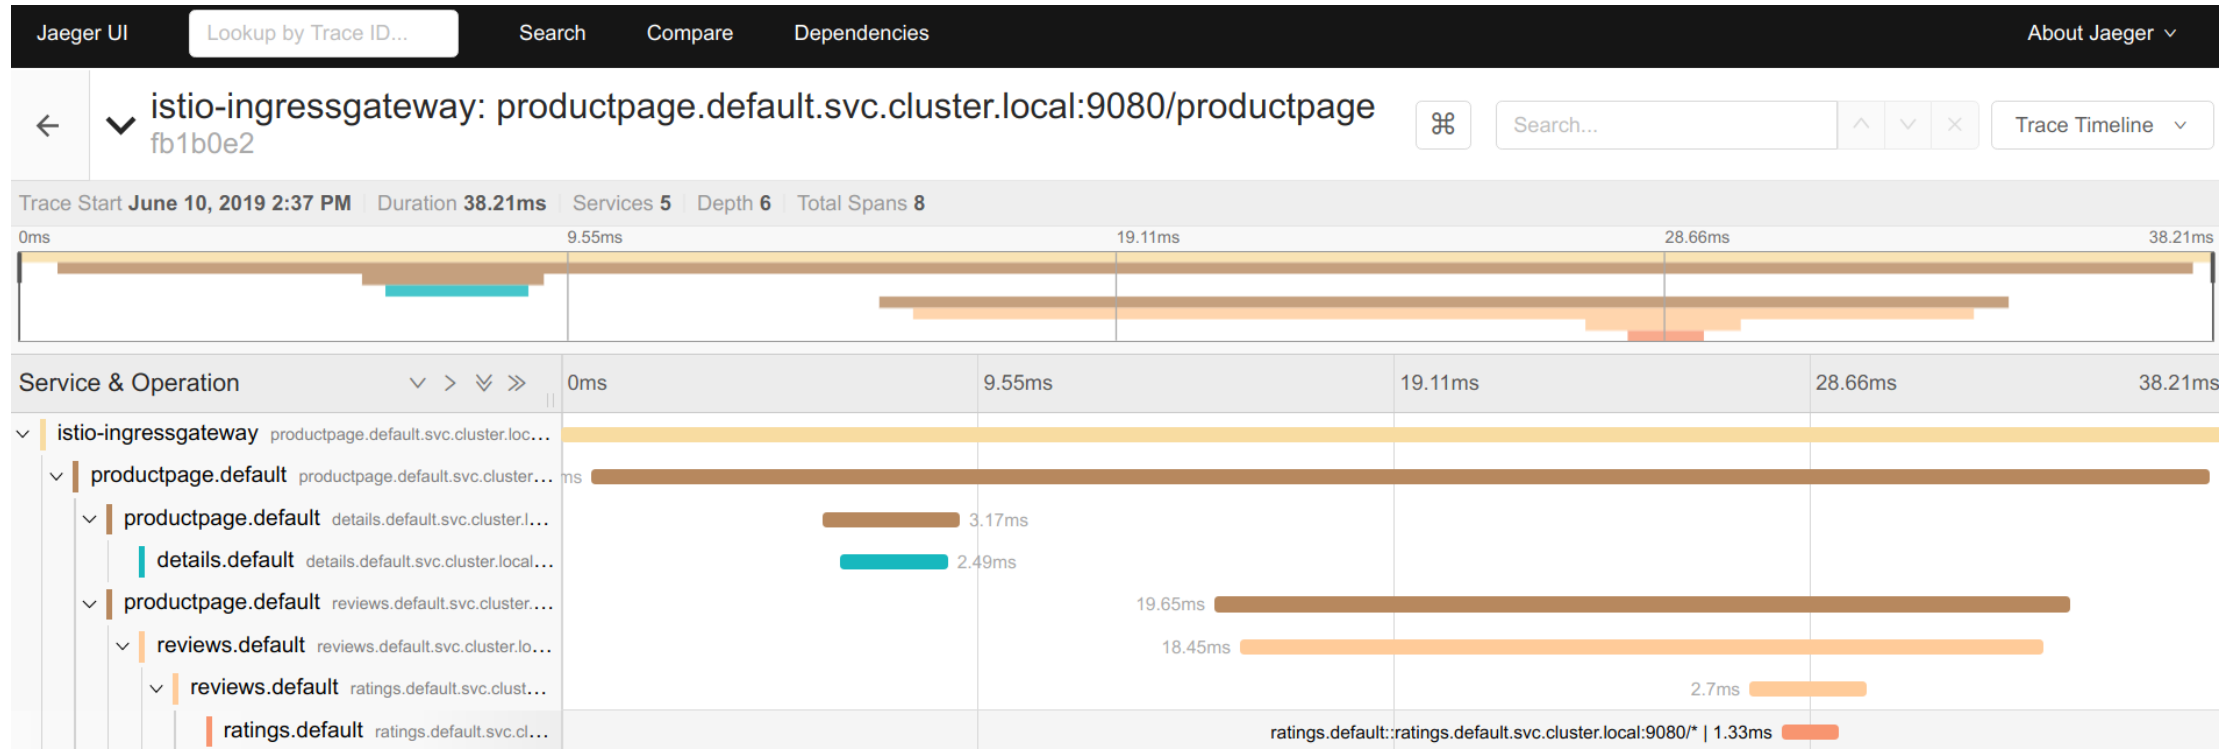 Jaeger UI Lookup by Trace ID... Search Compare Dependencies About Jaeger
istio-ingressgateway: productpage.default.svc.cluster.local:9080/productpage
fb1b0e2
⌘ Search... Trace Timeline
Trace Start June 10, 2019 2:37 PM Duration 38.21ms Services 5 Depth 6 Total Spans 8
0ms 9.55ms 19.11ms 28.66ms 38.21ms
Service & Operation 0ms 9.55ms 19.11ms 28.66ms 38.21ms
istio-ingressgateway productpage.default.svc.cluster.loc...
productpage.default productpage.default.svc.cluster... ms
productpage.default details.default.svc.cluster.l... 3.17ms
details.default details.default.svc.cluster.local... 2.49ms
productpage.default reviews.default.svc.cluster.... 19.65ms
reviews.default reviews.default.svc.cluster.lo... 18.45ms
reviews.default ratings.default.svc.clust... 2.7ms
ratings.default ratings.default.svc.cl... ratings.default::ratings.default.svc.cluster.local:9080/* | 1.33ms